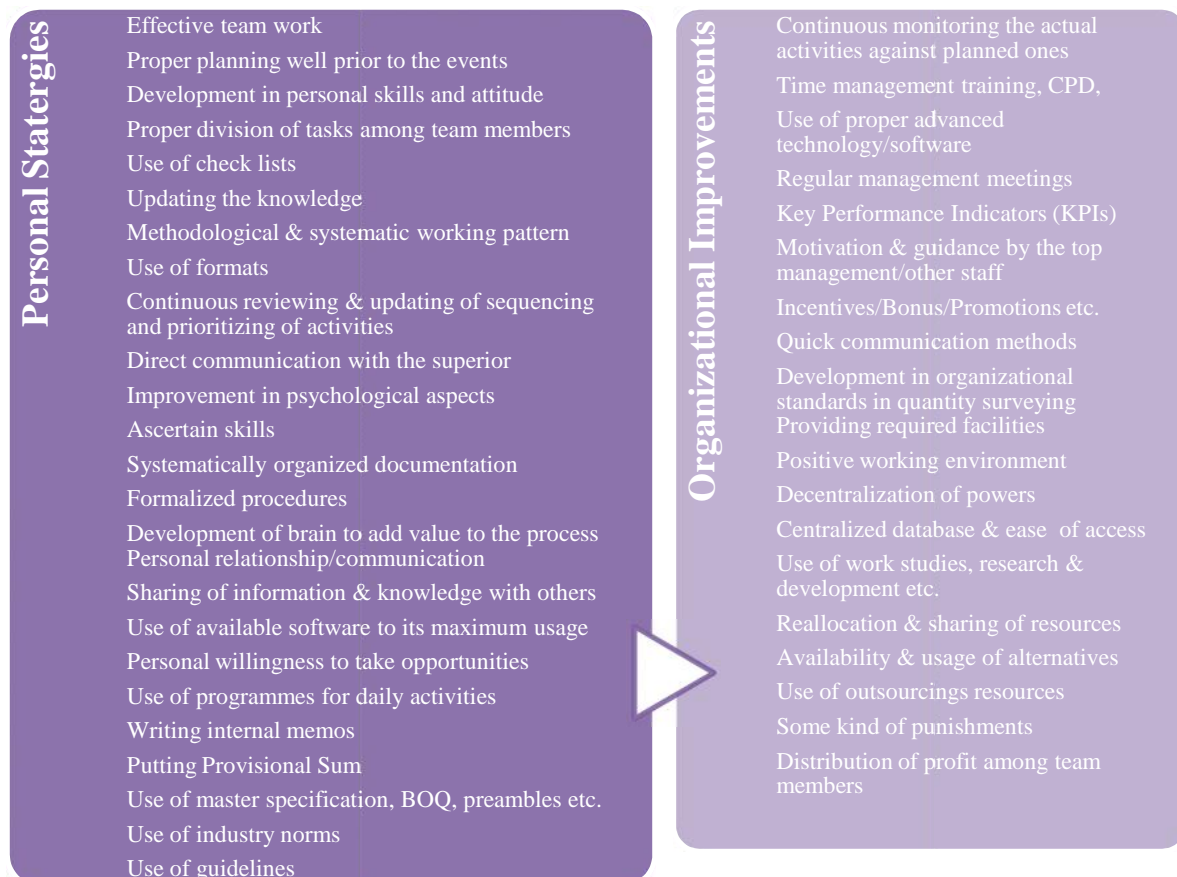 Personal Statergies
Effective team work
Proper planning well prior to the events
Development in personal skills and attitude
Proper division of tasks among team members
Use of check lists
Updating the knowledge
Methodological & systematic working pattern
Use of formats
Continuous reviewing & updating of sequencing
and prioritizing of activities
Direct communication with the superior
Improvement in psychological aspects
Ascertain skills
Systematically organized documentation
Formalized procedures
Development of brain to add value to the process
Personal relationship/communication
Sharing of information & knowledge with others
Use of available software to its maximum usage
Personal willingness to take opportunities
Use of programmes for daily activities
Writing internal memos
Putting Provisional Sum
Use of master specification, BOQ, preambles etc.
Use of industry norms
Use of guidelines
Organizational Improvements
Continuous monitoring the actual
activities against planned ones
Time management training, CPD,
Use of proper advanced
technology/software
Regular management meetings
Key Performance Indicators (KPIs)
Motivation & guidance by the top
management/other staff
Incentives/Bonus/Promotions etc.
Quick communication methods
Development in organizational
standards in quantity surveying
Providing required facilities
Positive working environment
Decentralization of powers
Centralized database & ease of access
Use of work studies, research &
development etc.
Reallocation & sharing of resources
Availability & usage of alternatives
Use of outsourcings resources
Some kind of punishments
Distribution of profit among team
members